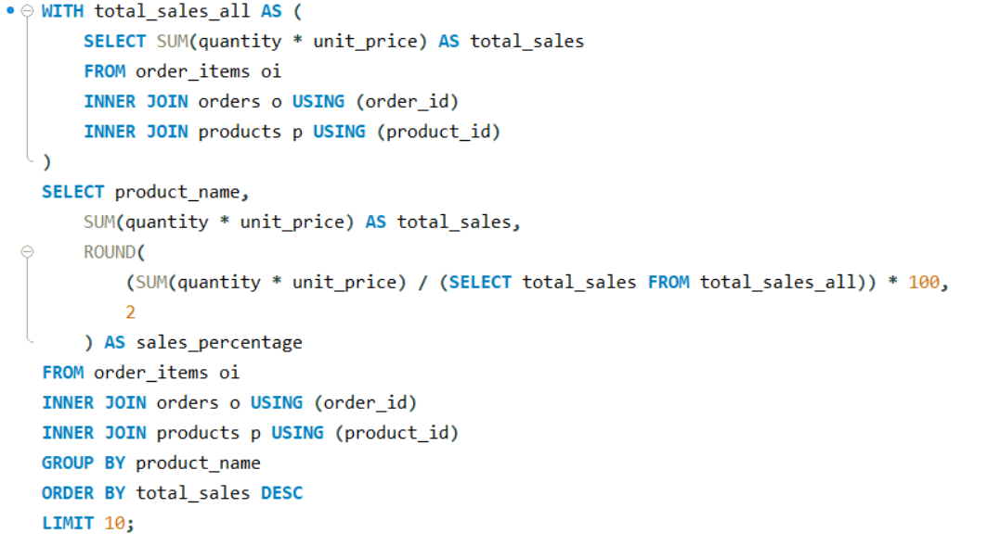 WITH total_sales_all AS (
    SELECT SUM(quantity * unit_price) AS total_sales
    FROM order_items oi
    INNER JOIN orders o USING (order_id)
    INNER JOIN products p USING (product_id)
)
SELECT product_name,
    SUM(quantity * unit_price) AS total_sales,
    ROUND(
        (SUM(quantity * unit_price) / (SELECT total_sales FROM total_sales_all)) * 100,
        2
    ) AS sales_percentage
FROM order_items oi
INNER JOIN orders o USING (order_id)
INNER JOIN products p USING (product_id)
GROUP BY product_name
ORDER BY total_sales DESC
LIMIT 10;